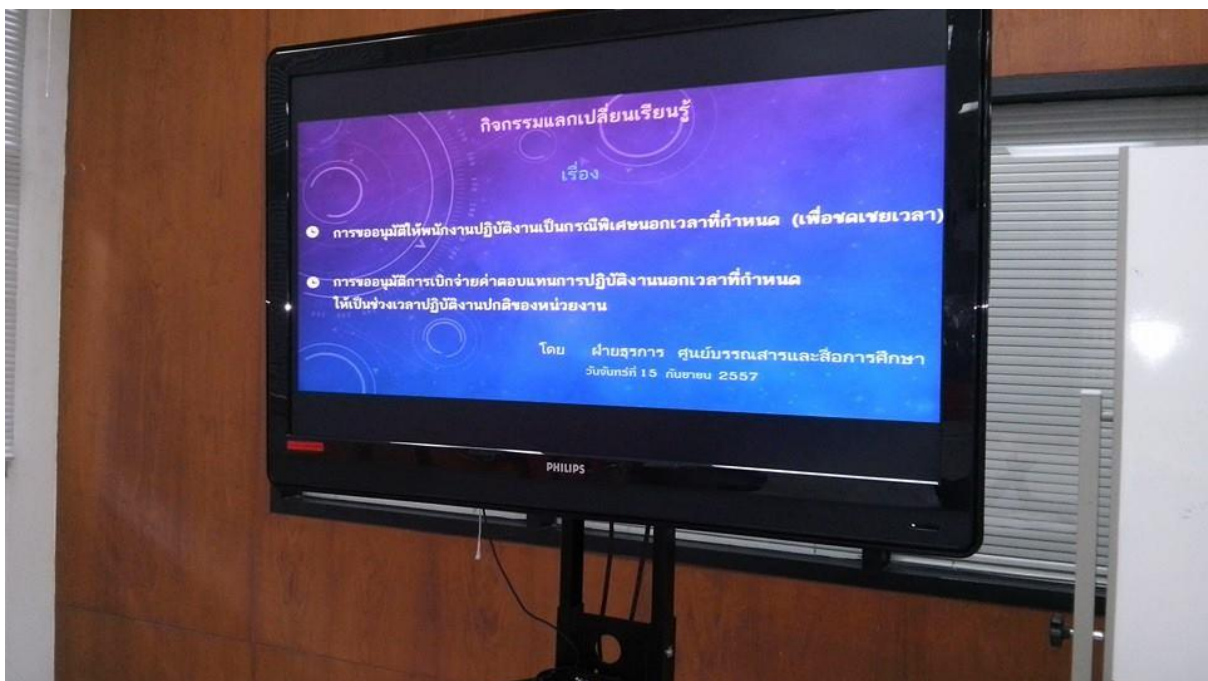 กิจกรรมแลกเปลี่ยนเรียนรู้
เรื่อง
การขออนุมัติให้พนักงานปฏิบัติงานเป็นกรณีพิเศษนอกเวลาที่กำหนด (เพื่อชดเชยเวลา)
การขออนุมัติการเบิกจ่ายค่าตอบแทนการปฏิบัติงานนอกเวลาที่กำหนด
ให้เป็นช่วงเวลาปฏิบัติงานปกติของหน่วยงาน
โดย ฝ่ายธุรการ ศูนย์บรรณสารและสื่อการศึกษา
วันจันทร์ที่ 15 กันยายน 2557
PHILIPS